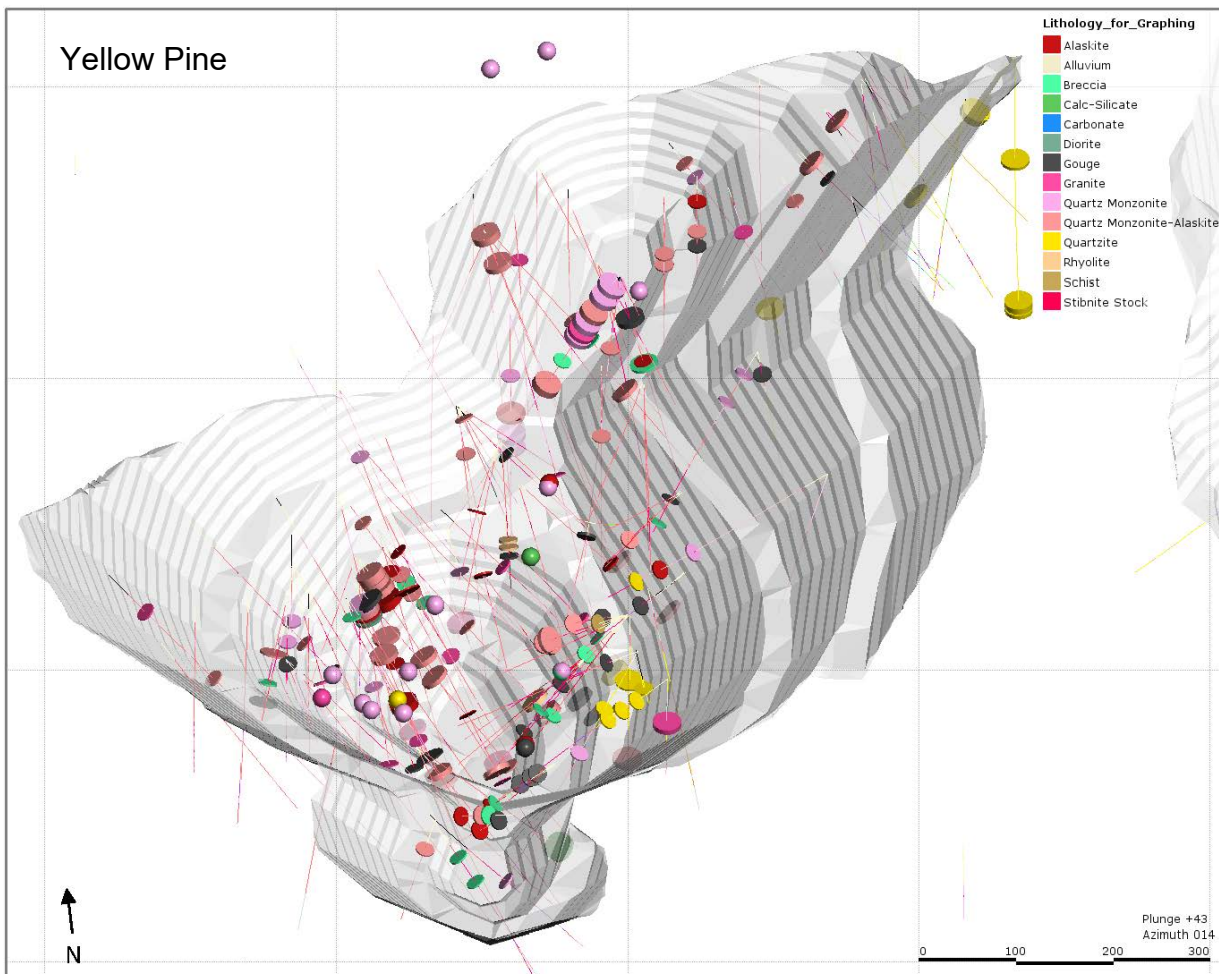 Yellow Pine
Lithology_for_Graphing
Alaskite
Alluvium
Breccia
Calc-Silicate
Carbonate
Diorite
Gouge
Granite
Quartz Monzonite
Quartz Monzonite-Alaskite
Quartzite
Rhyolite
Schist
Stibnite Stock
N
Plunge +43
Azimuth 014
0 100 200 300